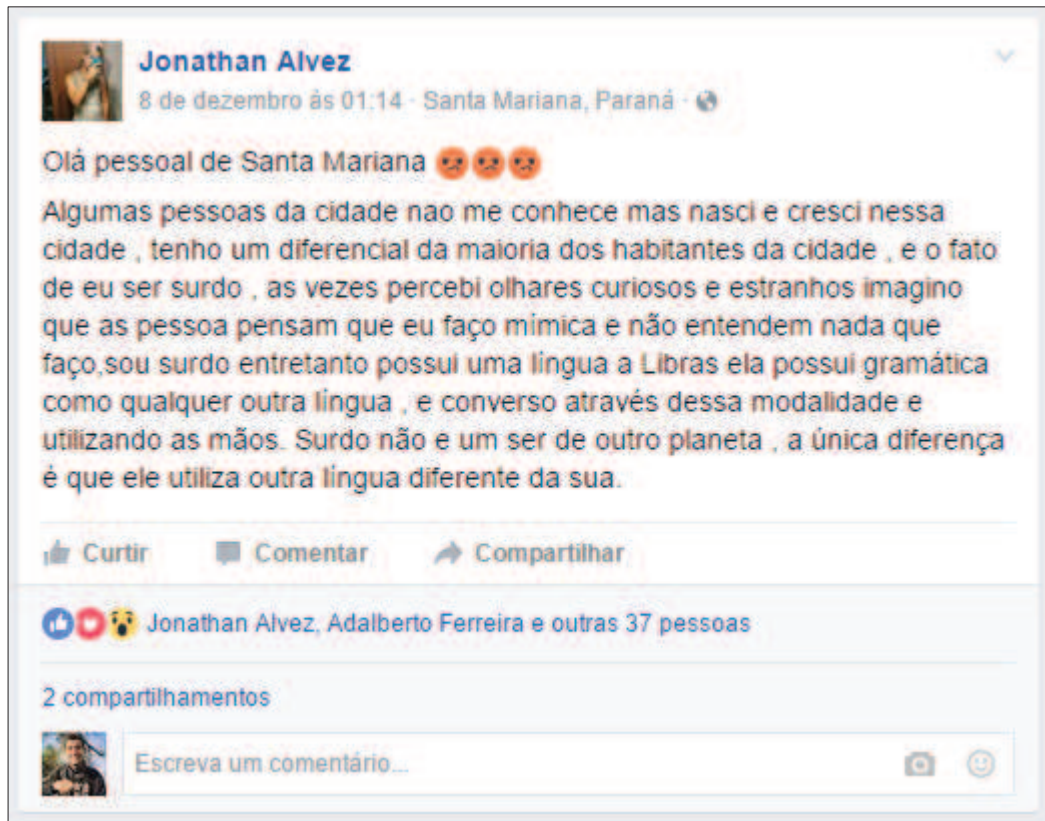 Jonathan Alvez
8 de dezembro às 01:14 · Santa Mariana, Paraná ·
Olá pessoal de Santa Mariana
Algumas pessoas da cidade nao me conhece mas nasci e cresci nessa
cidade , tenho um diferencial da maioria dos habitantes da cidade , e o fato
de eu ser surdo , as vezes percebi olhares curiosos e estranhos imagino
que as pessoa pensam que eu faço mímica e não entendem nada que
faço,sou surdo entretanto possui uma língua a Libras ela possui gramática
como qualquer outra língua , e converso através dessa modalidade e
utilizando as mãos. Surdo não e um ser de outro planeta , a única diferença
é que ele utiliza outra língua diferente da sua.
Curtir Comentar Compartilhar
Jonathan Alvez, Adalberto Ferreira e outras 37 pessoas
2 compartilhamentos
Escreva um comentário...